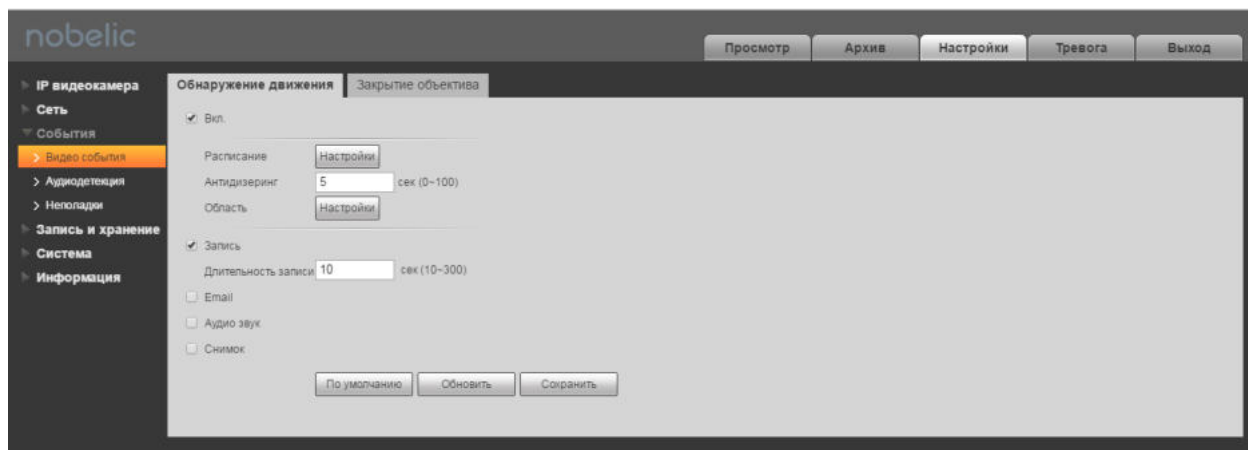 nobelic
Просмотр Архив Настройки Тревога Выход
IP видеокамера
Сеть
События
Видео события
Аудиодетекция
Неполадки
Запись и хранение
Система
Информация
Обнаружение движения Закрытие объектива
Вкл.
Расписание Настройки
Антидизеринг 5 сек (0~100)
Область Настройки
Запись
Длительность записи 10 сек (10~300)
Email
Аудио звук
Снимок
По умолчанию Обновить Сохранить